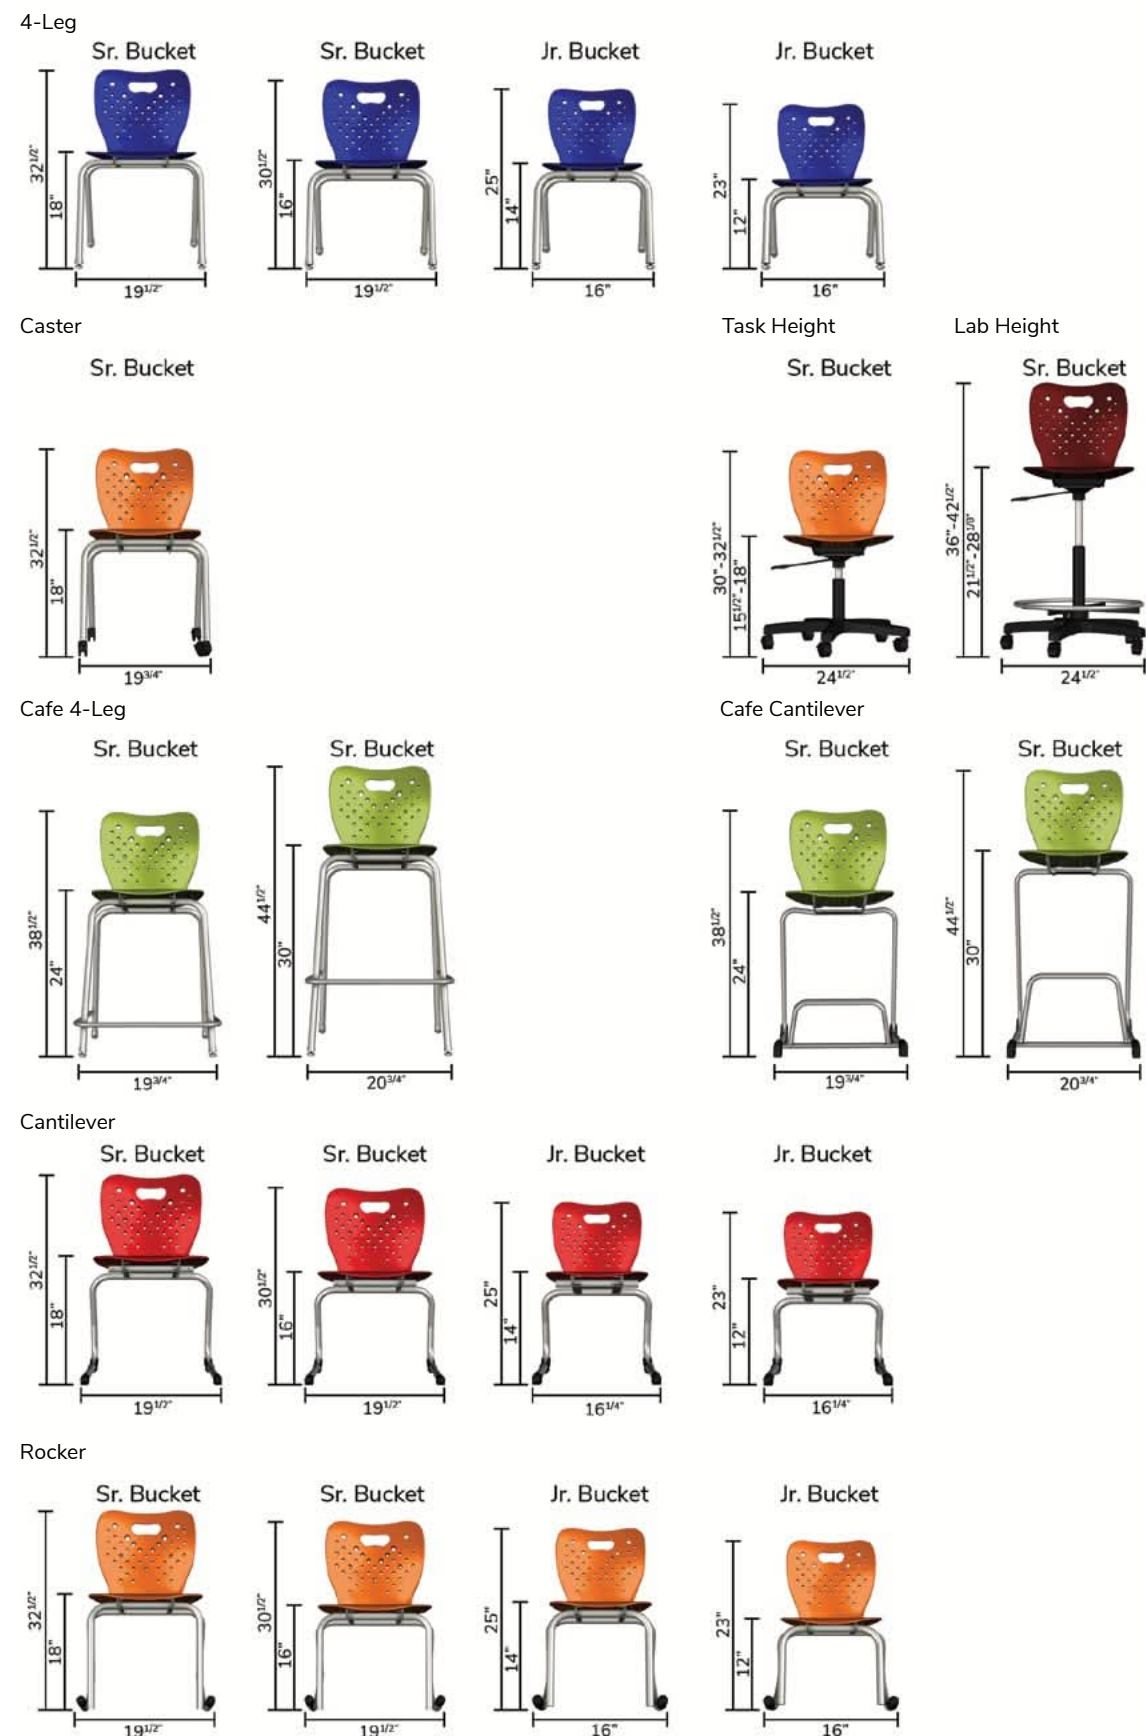 4-Leg
Sr. Bucket Sr. Bucket Jr. Bucket Jr. Bucket
32 1/2" 18" 30 1/2" 16" 25" 14" 23" 12"
19 1/2" 19 1/2" 16" 16"
Caster Task Height Lab Height
Sr. Bucket Sr. Bucket Sr. Bucket
32 1/2" 18" 30"-32 1/2" 15 1/2"-18" 36"-42 1/2" 21 1/2"-28 1/8"
19 3/4" 24 1/2" 24 1/2"
Cafe 4-Leg Cafe Cantilever
Sr. Bucket Sr. Bucket Sr. Bucket Sr. Bucket
38 1/2" 24" 44 1/2" 30" 38 1/2" 24" 44 1/2" 30"
19 3/4" 20 3/4" 19 3/4" 20 3/4"
Cantilever
Sr. Bucket Sr. Bucket Jr. Bucket Jr. Bucket
32 1/2" 18" 30 1/2" 16" 25" 14" 23" 12"
19 1/2" 19 1/2" 16 1/4" 16 1/4"
Rocker
Sr. Bucket Sr. Bucket Jr. Bucket Jr. Bucket
32 1/2" 18" 30 1/2" 16" 25" 14" 23" 12"
19 1/2" 19 1/2" 16" 16"